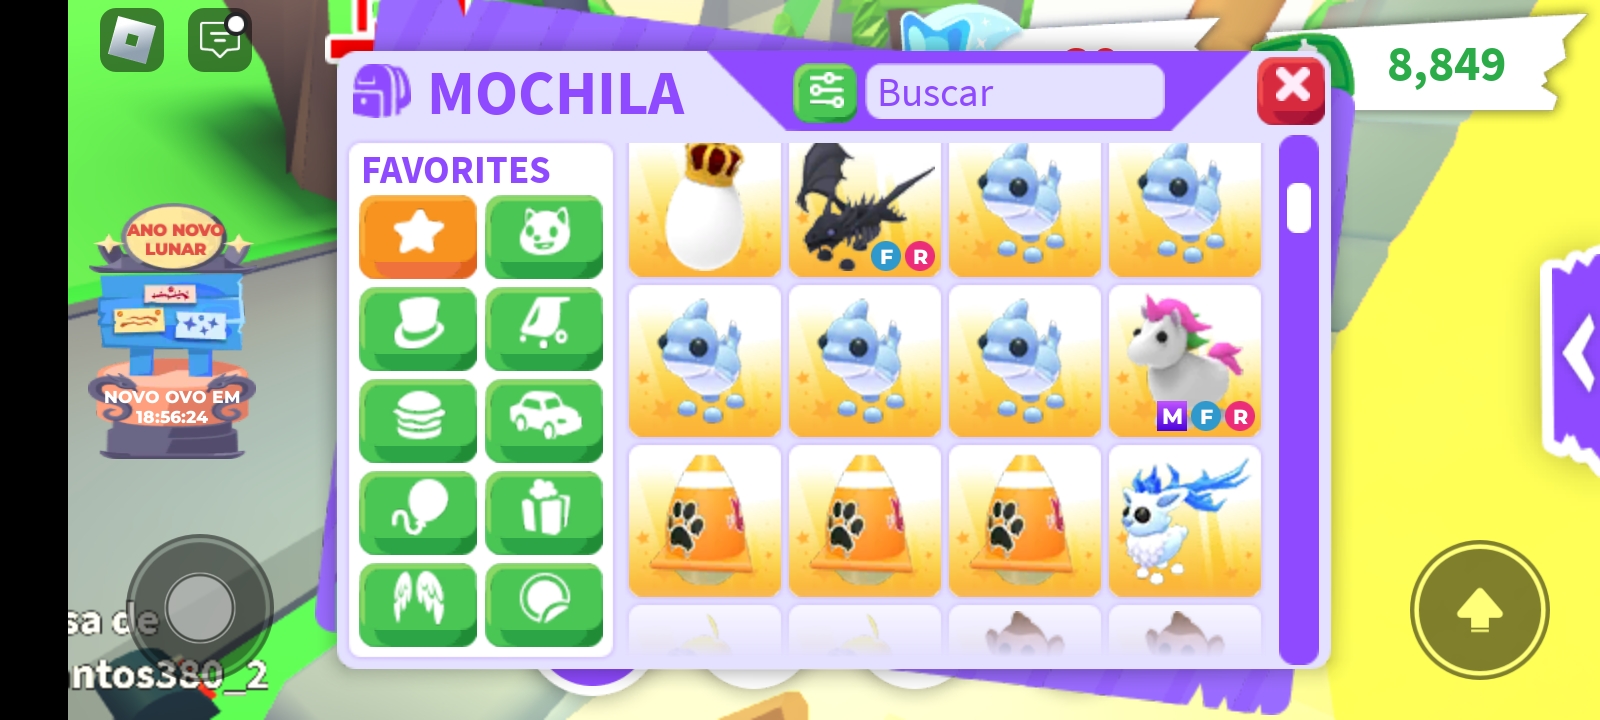 MOCHILA
Buscar
8,849
FAVORITES
ANO NOVO
LUNAR
NOVO OVO EM
18:56:24
F R
M F R
sa de
ntos380_2